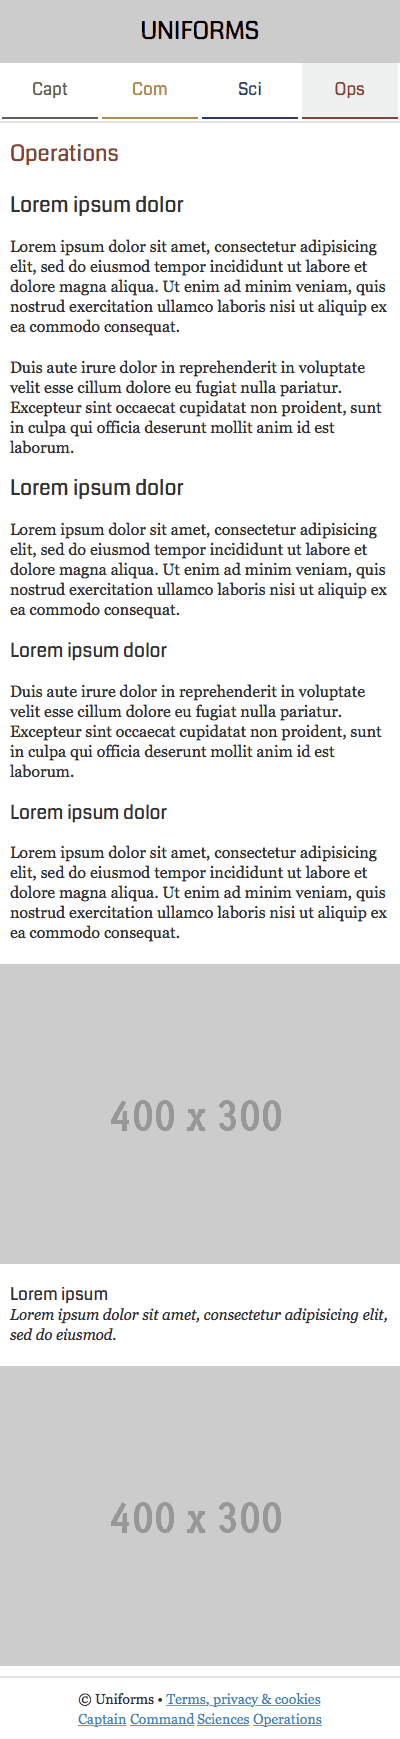 UNIFORMS
Capt Com Sci Ops
Operations
Lorem ipsum dolor
Lorem ipsum dolor sit amet, consectetur adipisicing
elit, sed do eiusmod tempor incididunt ut labore et
dolore magna aliqua. Ut enim ad minim veniam, quis
nostrud exercitation ullamco laboris nisi ut aliquip ex
ea commodo consequat.
Duis aute irure dolor in reprehenderit in voluptate
velit esse cillum dolore eu fugiat nulla pariatur.
Excepteur sint occaecat cupidatat non proident, sunt
in culpa qui officia deserunt mollit anim id est
laborum.
Lorem ipsum dolor
Lorem ipsum dolor sit amet, consectetur adipisicing
elit, sed do eiusmod tempor incididunt ut labore et
dolore magna aliqua. Ut enim ad minim veniam, quis
nostrud exercitation ullamco laboris nisi ut aliquip ex
ea commodo consequat.
Lorem ipsum dolor
Duis aute irure dolor in reprehenderit in voluptate
velit esse cillum dolore eu fugiat nulla pariatur.
Excepteur sint occaecat cupidatat non proident, sunt
in culpa qui officia deserunt mollit anim id est
laborum.
Lorem ipsum dolor
Lorem ipsum dolor sit amet, consectetur adipisicing
elit, sed do eiusmod tempor incididunt ut labore et
dolore magna aliqua. Ut enim ad minim veniam, quis
nostrud exercitation ullamco laboris nisi ut aliquip ex
ea commodo consequat.
400 x 300
Lorem ipsum
Lorem ipsum dolor sit amet, consectetur adipisicing elit,
sed do eiusmod.
400 x 300
© Uniforms • Terms, privacy & cookies
Captain Command Sciences Operations